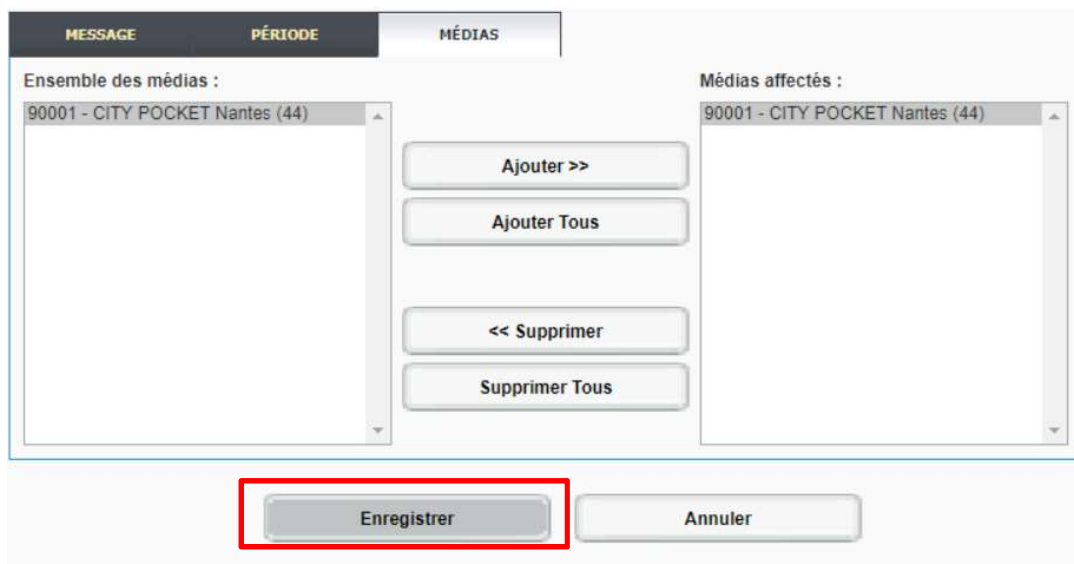 MESSAGE PÉRIODE MÉDIAS
Ensemble des médias :
90001 - CITY POCKET Nantes (44)
Ajouter >>
Ajouter Tous
<< Supprimer
Supprimer Tous
Médias affectés :
90001 - CITY POCKET Nantes (44)
Enregistrer Annuler